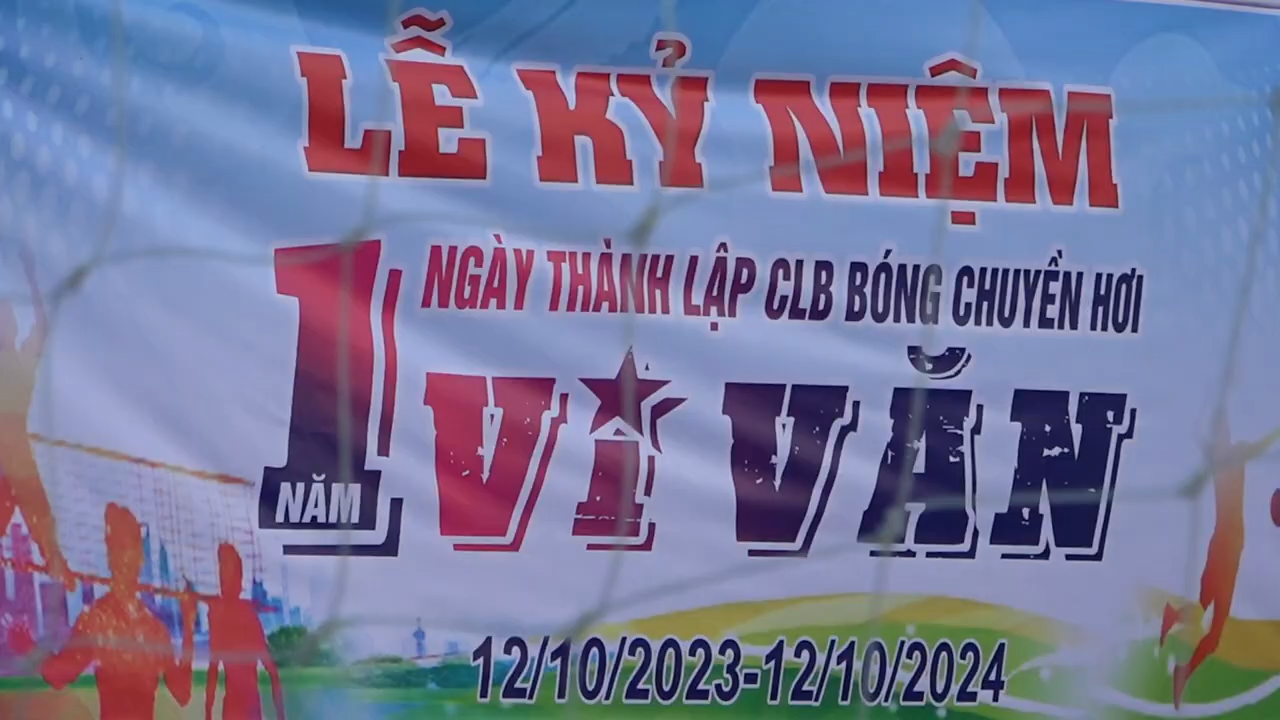 LỄ KỶ NIỆM
1 NĂM
NGÀY THÀNH LẬP CLB BÓNG CHUYỀN HƠI
VI VĂN
12/10/2023-12/10/2024